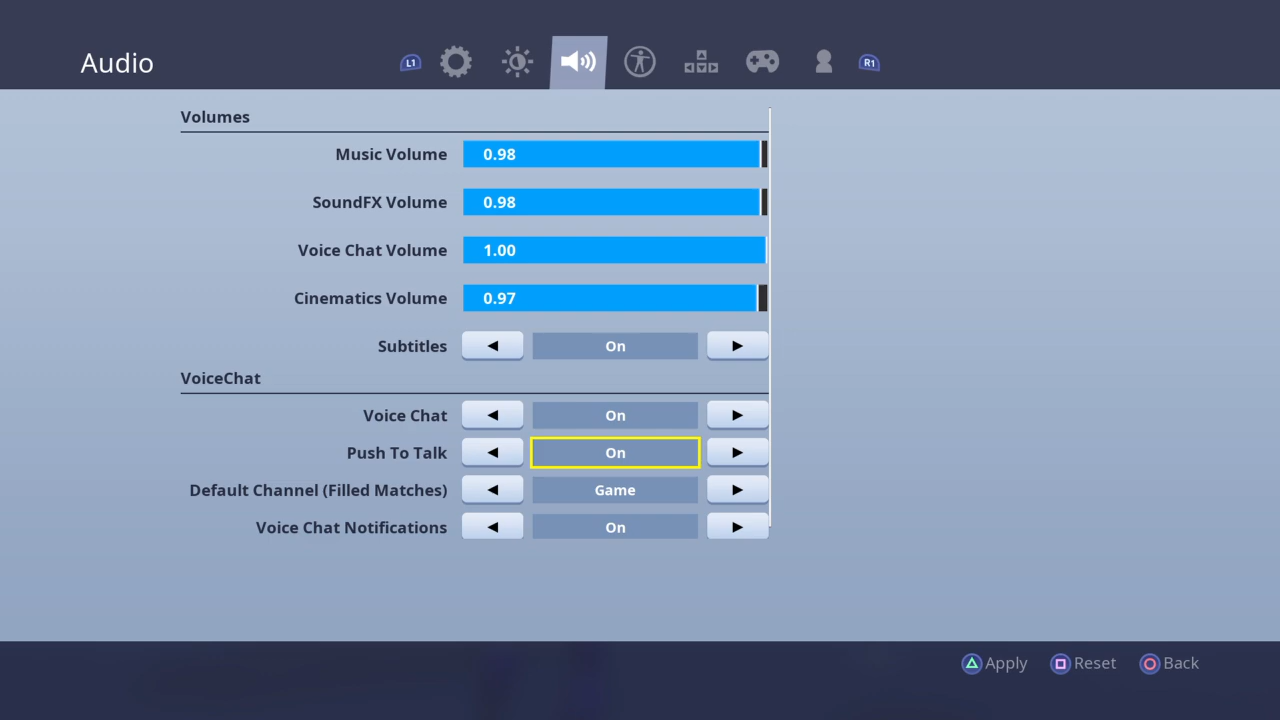 Audio
L1
R1
Volumes
Music Volume 0.98
SoundFX Volume 0.98
Voice Chat Volume 1.00
Cinematics Volume 0.97
Subtitles On
VoiceChat
Voice Chat On
Push To Talk On
Default Channel (Filled Matches) Game
Voice Chat Notifications On
Apply Reset Back